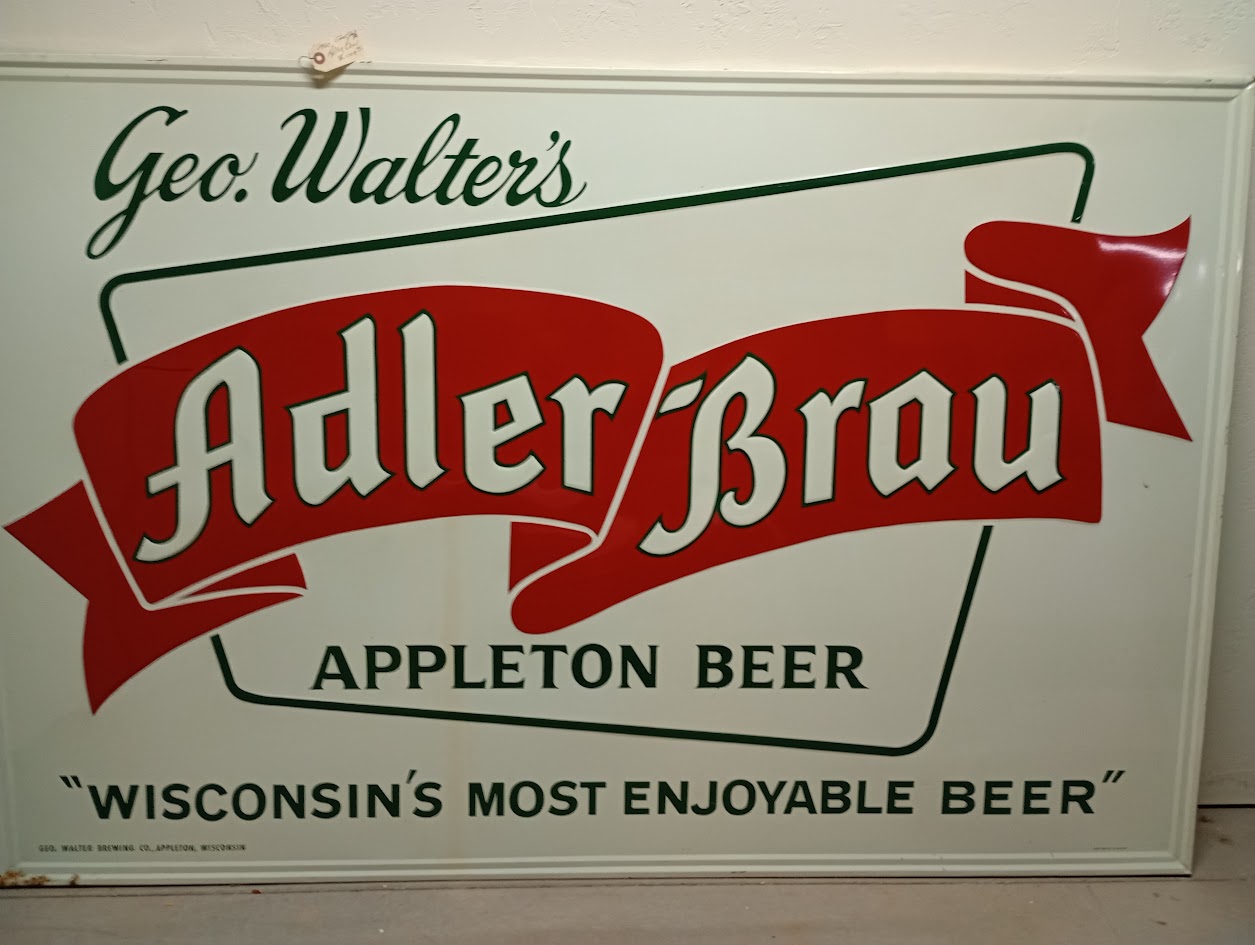 Geo. Walter's
Adler-Brau
APPLETON BEER
"WISCONSIN'S MOST ENJOYABLE BEER"
GEO. WALTER BREWING CO., APPLETON, WISCONSIN